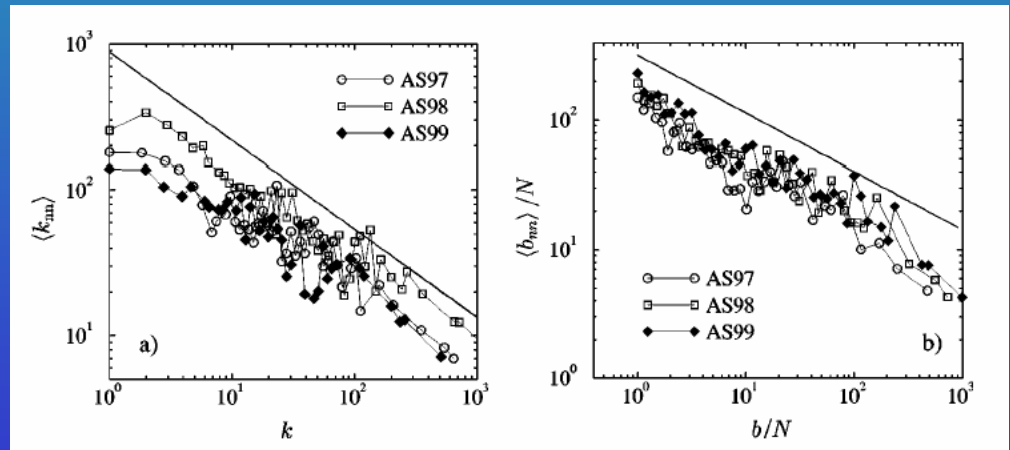 10³
10²
10¹
⟨k_nn⟩
AS97
AS98
AS99
a)
10⁰ 10¹ 10² 10³
k
10²
10¹
10⁰
⟨b_nn⟩/N
AS97
AS98
AS99
b)
10⁰ 10¹ 10² 10³
b/N